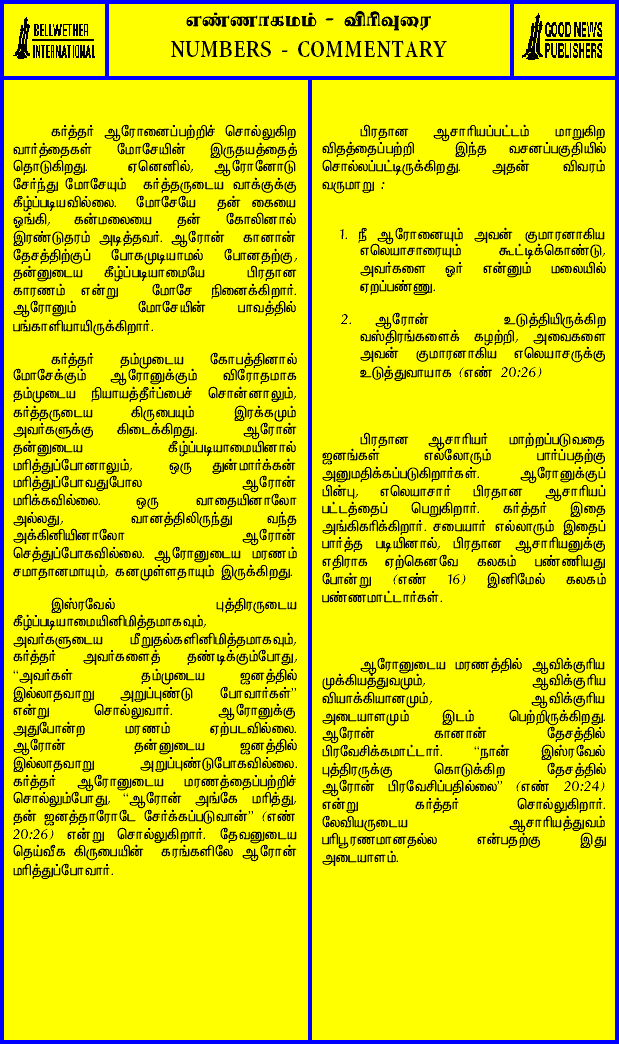 BELLWETHER
INTERNATIONAL
எண்ணாகமம் - விரிவுரை
NUMBERS - COMMENTARY
GOOD NEWS
PUBLISHERS
கர்த்தர் ஆரோனைப்பற்றிச் சொல்லுகிற
வார்த்தைகள் மோசேயின் இருதயத்தைத்
தொடுகிறது. ஏனெனில், ஆரோனோடு
சேர்ந்து மோசேயும் கர்த்தருடைய வாக்குக்கு
கீழ்ப்படியவில்லை. மோசேயே தன் கையை
ஓங்கி, கன்மலையை தன் கோலினால்
இரண்டுதரம் அடித்தவர். ஆரோன் கானான்
தேசத்திற்குப் போகமுடியாமல் போனதற்கு,
தன்னுடைய கீழ்ப்படியாமையே பிரதான
காரணம் என்று மோசே நினைக்கிறார்.
ஆரோனும் மோசேயின் பாவத்தில்
பங்காளியாயிருக்கிறார்.
கர்த்தர் தம்முடைய கோபத்தினால்
மோசேக்கும் ஆரோனுக்கும் விரோதமாக
தம்முடைய நியாயத்தீர்ப்பைச் சொன்னாலும்,
கர்த்தருடைய கிருபையும் இரக்கமும்
அவர்களுக்கு கிடைக்கிறது. ஆரோன்
தன்னுடைய கீழ்ப்படியாமையினால்
மரித்துப்போனாலும், ஒரு துன்மார்க்கன்
மரித்துப்போவதுபோல ஆரோன்
மரிக்கவில்லை. ஒரு வாதையினாலோ
அல்லது, வானத்திலிருந்து வந்த
அக்கினியினாலோ ஆரோன்
செத்துப்போகவில்லை. ஆரோனுடைய மரணம்
சமாதானமாயும், கனமுள்ளதாயும் இருக்கிறது.
இஸ்ரவேல் புத்திரருடைய
கீழ்ப்படியாமையினிமித்தமாகவும்,
அவர்களுடைய மீறுதல்களினிமித்தமாகவும்,
கர்த்தர் அவர்களைத் தண்டிக்கும்போது,
“அவர்கள் தம்முடைய ஜனத்தில்
இல்லாதவாறு அறுப்புண்டு போவார்கள்”
என்று சொல்லுவார். ஆரோனுக்கு
அதுபோன்ற மரணம் ஏற்படவில்லை.
ஆரோன் தன்னுடைய ஜனத்தில்
இல்லாதவாறு அறுப்புண்டுபோகவில்லை.
கர்த்தர் ஆரோனுடைய மரணத்தைப்பற்றிச்
சொல்லும்போது, “ஆரோன் அங்கே மரித்து,
தன் ஜனத்தாரோடே சேர்க்கப்படுவான்” (எண்
20:26) என்று சொல்லுகிறார். தேவனுடைய
தெய்வீக கிருபையின் கரங்களிலே ஆரோன்
மரித்துப்போவார்.
பிரதான ஆசாரியப்பட்டம் மாறுகிற
விதத்தைப்பற்றி இந்த வசனப்பகுதியில்
சொல்லப்பட்டிருக்கிறது. அதன் விவரம்
வருமாறு :
1. நீ ஆரோனையும் அவன் குமாரனாகிய
எலெயாசாரையும் கூட்டிக்கொண்டு,
அவர்களை ஓர் என்னும் மலையில்
ஏறப்பண்ணு.
2. ஆரோன் உடுத்தியிருக்கிற
வஸ்திரங்களைக் கழற்றி, அவைகளை
அவன் குமாரனாகிய எலெயாசருக்கு
உடுத்துவாயாக (எண் 20:26)
பிரதான ஆசாரியர் மாற்றப்படுவதை
ஜனங்கள் எல்லோரும் பார்ப்பதற்கு
அனுமதிக்கப்படுகிறார்கள். ஆரோனுக்குப்
பின்பு, எலெயாசார் பிரதான ஆசாரியப்
பட்டத்தைப் பெறுகிறார். கர்த்தர் இதை
அங்கிகரிக்கிறார். சபையார் எல்லாரும் இதைப்
பார்த்த படியினால், பிரதான ஆசாரியனுக்கு
எதிராக ஏற்கெனவே கலகம் பண்ணியது
போன்று (எண் 16) இனிமேல் கலகம்
பண்ணமாட்டார்கள்.
ஆரோனுடைய மரணத்தில் ஆவிக்குரிய
முக்கியத்துவமும், ஆவிக்குரிய
வியாக்கியானமும், ஆவிக்குரிய
அடையாளமும் இடம் பெற்றிருக்கிறது.
ஆரோன் கானான் தேசத்தில்
பிரவேசிக்கமாட்டார். “நான் இஸ்ரவேல்
புத்திரருக்கு கொடுக்கிற தேசத்தில்
ஆரோன் பிரவேசிப்பதில்லை” (எண் 20:24)
என்று கர்த்தர் சொல்லுகிறார்.
லேவியருடைய ஆசாரியத்துவம்
பரிபூரணமானதல்ல என்பதற்கு இது
அடையாளம்.